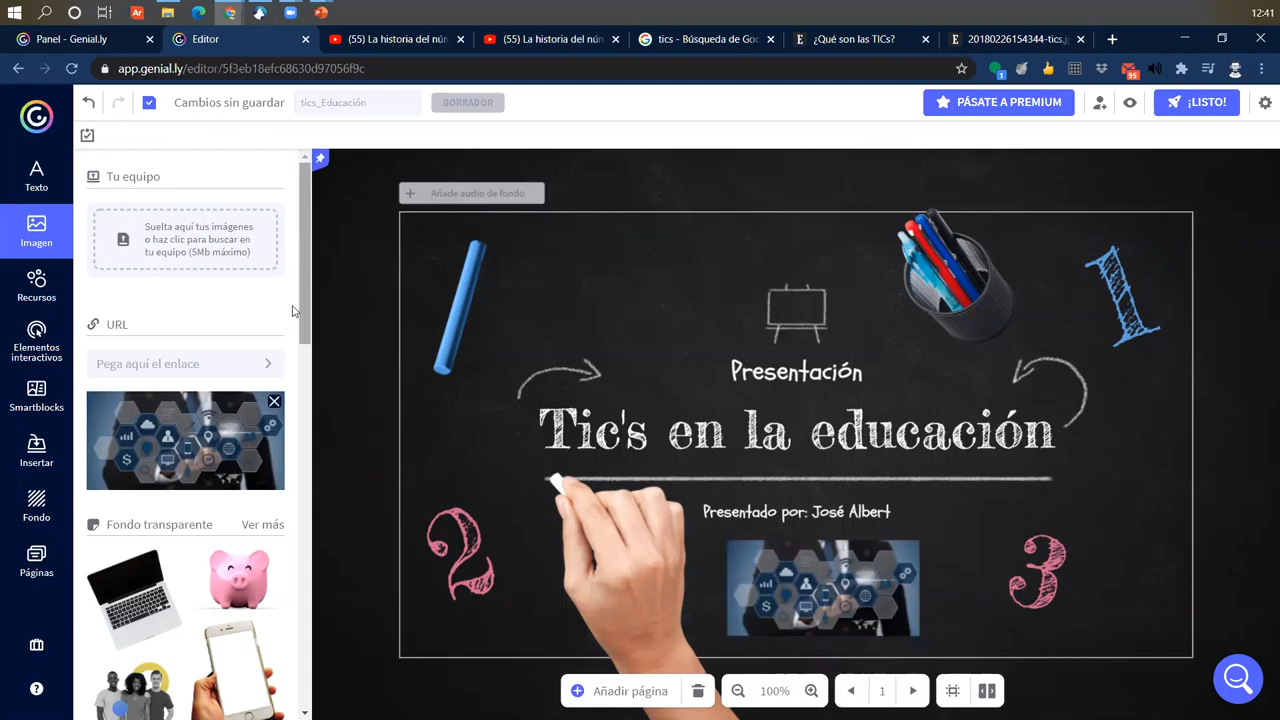 12:41
Panel - Genial.ly
Editor
(55) La historia del nún
(55) La historia del núm
tics - Búsqueda de Goo
¿Qué son las TICs?
20180226154344-tics.j
app.genial.ly/editor/5f3eb18efc68630d97056f9c
1
95
Cambios sin guardar
tics_Educación
BORRADOR
PÁSATE A PREMIUM
¡LISTO!
Texto
Imagen
Recursos
Elementos
interactivos
Smartblocks
Insertar
Fondo
Páginas
Tu equipo
Suelta aquí tus imágenes
o haz clic para buscar en
tu equipo (5Mb máximo)
URL
Pega aquí el enlace
Fondo transparente
Ver más
Añade audio de fondo
1
Presentación
Tic's en la educación
Presentado por: José Albert
2
3
Añadir página
100%
1